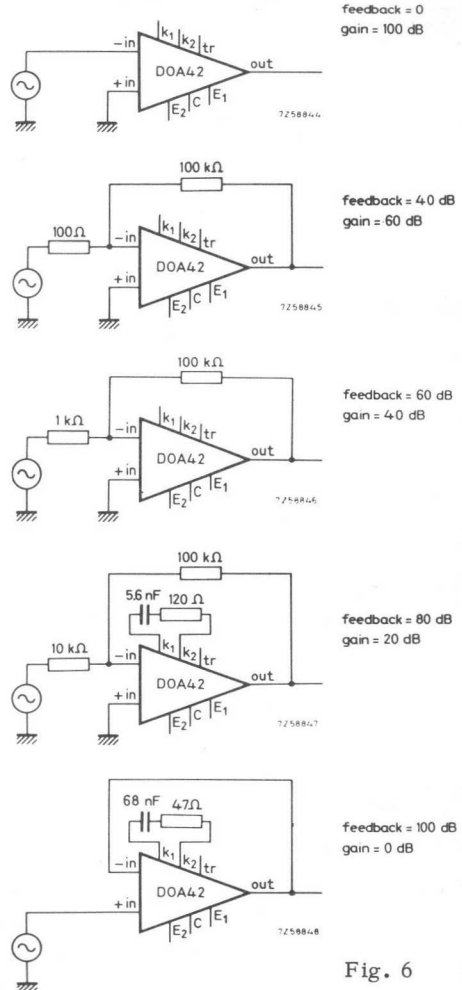 feedback = 0
gain = 100 dB
k1 k2 tr
-in
DOA42
out
+in
E2 C E1
7Z58844
100 kΩ
feedback = 40 dB
gain = 60 dB
100Ω
k1 k2 tr
-in
DOA42
out
+in
E2 C E1
7Z58845
100 kΩ
feedback = 60 dB
gain = 40 dB
1 kΩ
k1 k2 tr
-in
DOA42
out
+in
E2 C E1
7Z58846
100 kΩ
5.6 nF 120 Ω
feedback = 80 dB
gain = 20 dB
10 kΩ
k1 k2 tr
-in
DOA42
out
+in
E2 C E1
7Z58847
68 nF 47Ω
feedback = 100 dB
gain = 0 dB
k1 k2 tr
-in
DOA42
out
+in
E2 C E1
7Z58848
Fig. 6